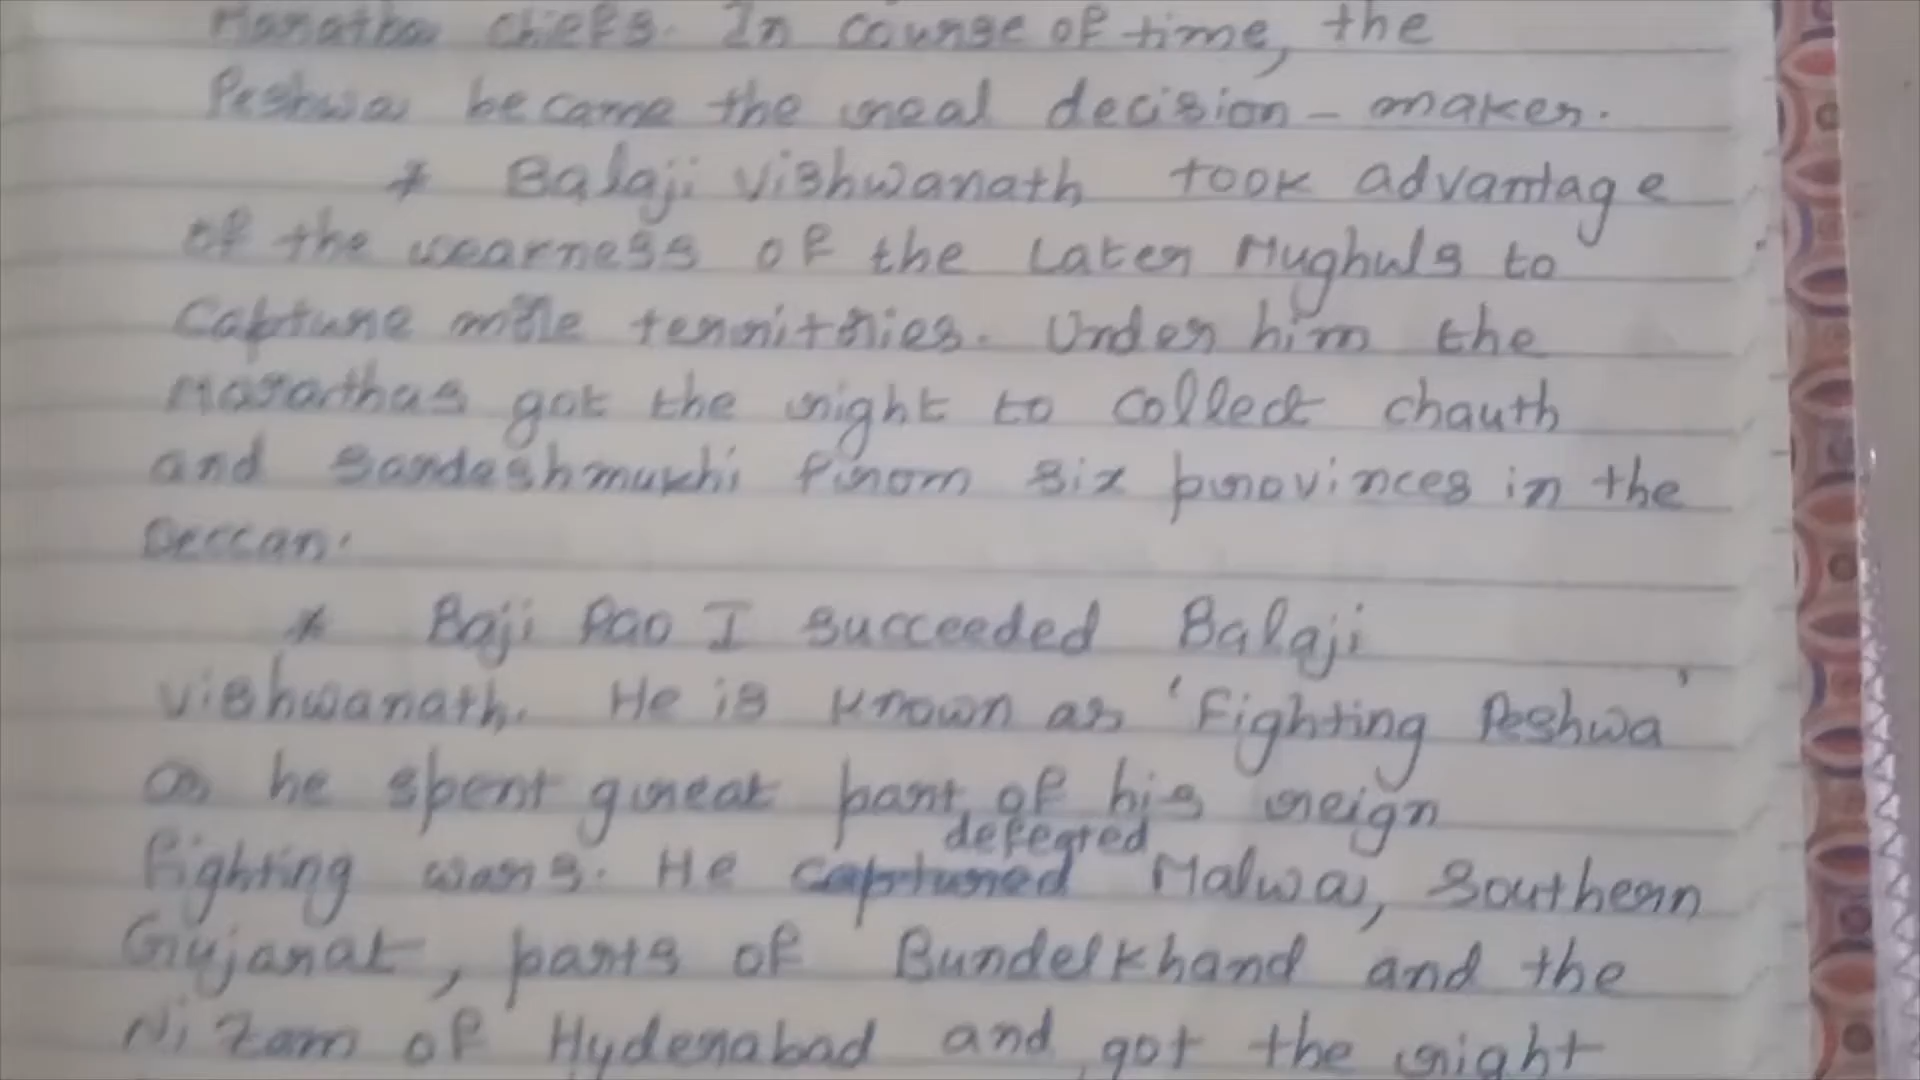 Maratha chiefs. In course of time, the
Peshwa became the real decision - maker.
* Balaji Vishwanath took advantage
of the weakness of the Later Mughuls to
Capture more territories. Under him the
Marathas got the right to collect chauth
and Sardeshmukhi from six provinces in the
Deccan.
* Baji Rao I succeeded Balaji
Vishwanath. He is known as 'Fighting Peshwa'
as he spent great part of his reign
defeated
fighting wars. He captured Malwa, Southern
Gujarat, parts of Bundelkhand and the
Nizam of Hyderabad and got the right